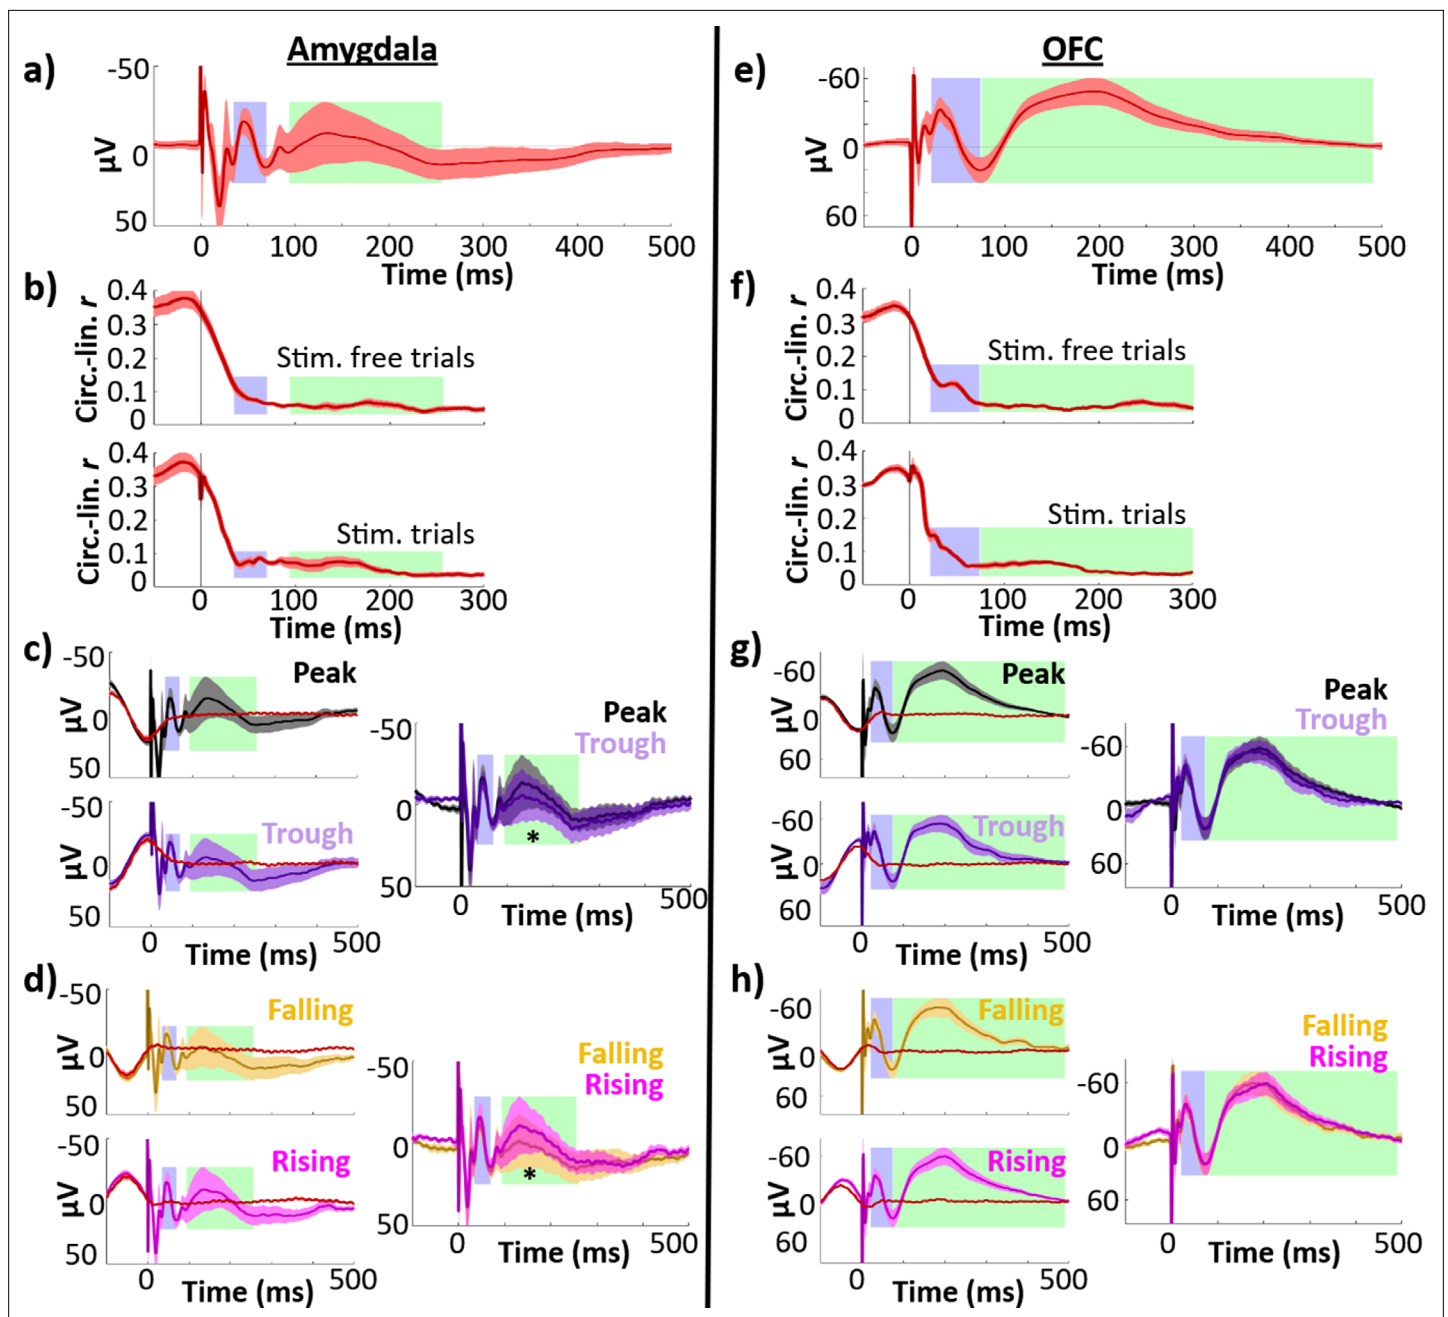 Amygdala
a)
-50
0
50
µV
0 100 200 300 400 500
Time (ms)
b)
0.4
0.3
0.2
0.1
0
Circ.-lin. r
Stim. free trials
0.4
0.3
0.2
0.1
0
Circ.-lin. r
Stim. trials
0 100 200 300
Time (ms)
c)
-50
0
50
µV
Peak
-50
0
50
µV
Trough
0 500
Time (ms)
-50
0
50
Peak
Trough
*
0 500
Time (ms)
d)
-50
0
50
µV
Falling
-50
0
50
µV
Rising
0 500
Time (ms)
-50
0
50
Falling
Rising
*
0 500
Time (ms)
OFC
e)
-60
0
60
µV
0 100 200 300 400 500
Time (ms)
f)
0.4
0.3
0.2
0.1
0
Circ.-lin. r
Stim. free trials
0.4
0.3
0.2
0.1
0
Circ.-lin. r
Stim. trials
0 100 200 300
Time (ms)
g)
-60
0
60
µV
Peak
-60
0
60
µV
Trough
0 500
Time (ms)
Peak
Trough
-60
0
60
0 500
Time (ms)
h)
-60
0
60
µV
Falling
-60
0
60
µV
Rising
0 500
Time (ms)
Falling
Rising
-60
0
60
0 500
Time (ms)